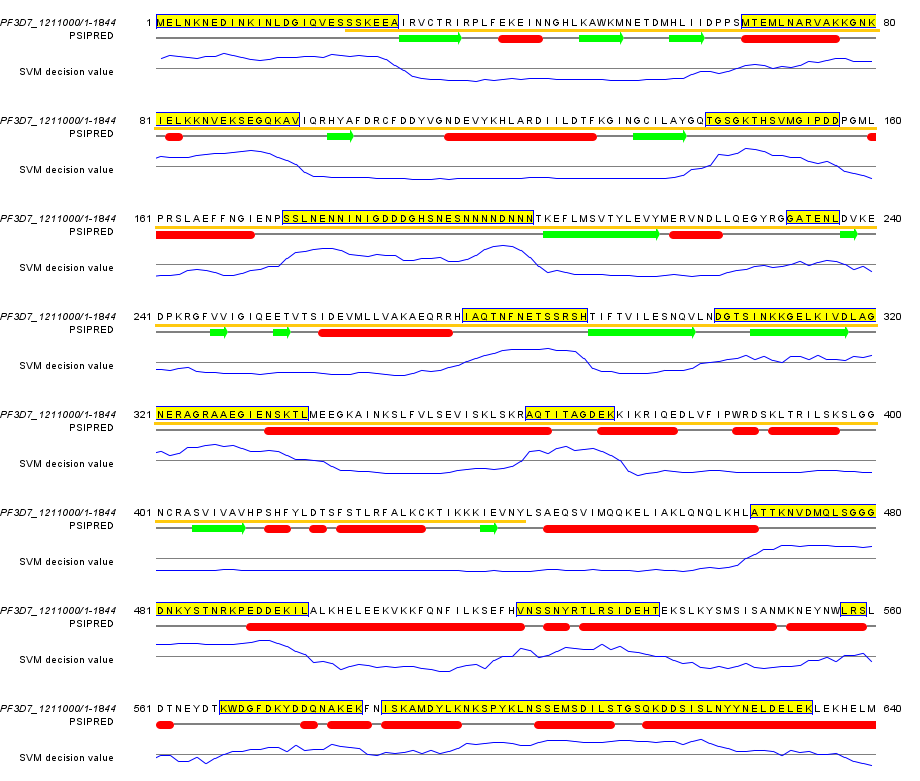 PF3D7_1211000/1-1844 1 MELNKNEDINKINLDGIQVESSSKEEAIRVCTRIRPLFEKEINNGHLKAWKMNETDMHLIIDPPSMTEMLNARVAKKGNK 80
PSIPRED
SVM decision value
PF3D7_1211000/1-1844 81 IELKKNVEKSEGQKAVIQRHYAFDRCFDDYVGNDEVYKHLARDIILDTFKGINGCILAYGQTGSGKTHSVMGIPDDPGML 160
PSIPRED
SVM decision value
PF3D7_1211000/1-1844 161 PRSLAEFFNGIENPSSLNENNINIGDDDGHSNESNNNNDNNNTKEFLMSVTYLEVYMERVNDLLQEGYRGGATENLDVKE 240
PSIPRED
SVM decision value
PF3D7_1211000/1-1844 241 DPKRGFVVIGIQEETVTSIDEVMLLVAKAEQRRHIAQTNFNETSSRSHTIFTVILESNQVLNDGTSINKKGELKIVDLAG 320
PSIPRED
SVM decision value
PF3D7_1211000/1-1844 321 NERAGRAAEGIENSKTLMEEGKAINKSLFVLSEVISKLSKRAQTITAGDEKKIKRIQEDLVFIPWRDSKLTRILSKSLGG 400
PSIPRED
SVM decision value
PF3D7_1211000/1-1844 401 NCRASVIVAVHPSHFYLDTSFSTLRFALKCKTIKKKIEVNYLSAEQSVIMQQKELIAKLQNQLKHLATTKNVDMQLSGGG 480
PSIPRED
SVM decision value
PF3D7_1211000/1-1844 481 DNKYSTNRKPEDDEKILALKHELEEKVKKFQNFILKSEFHVNSSNYRTLRSIDEHTEKSLKYSMSISANMKNEYNWLRSL 560
PSIPRED
SVM decision value
PF3D7_1211000/1-1844 561 DTNEYDTKWDGFDKYDDQNAKEKFNISKAMDYLKNKSPYKLNSSEMSDILSTGSQKDDSISLNYYNELDELEKLEKHELM 640
PSIPRED
SVM decision value